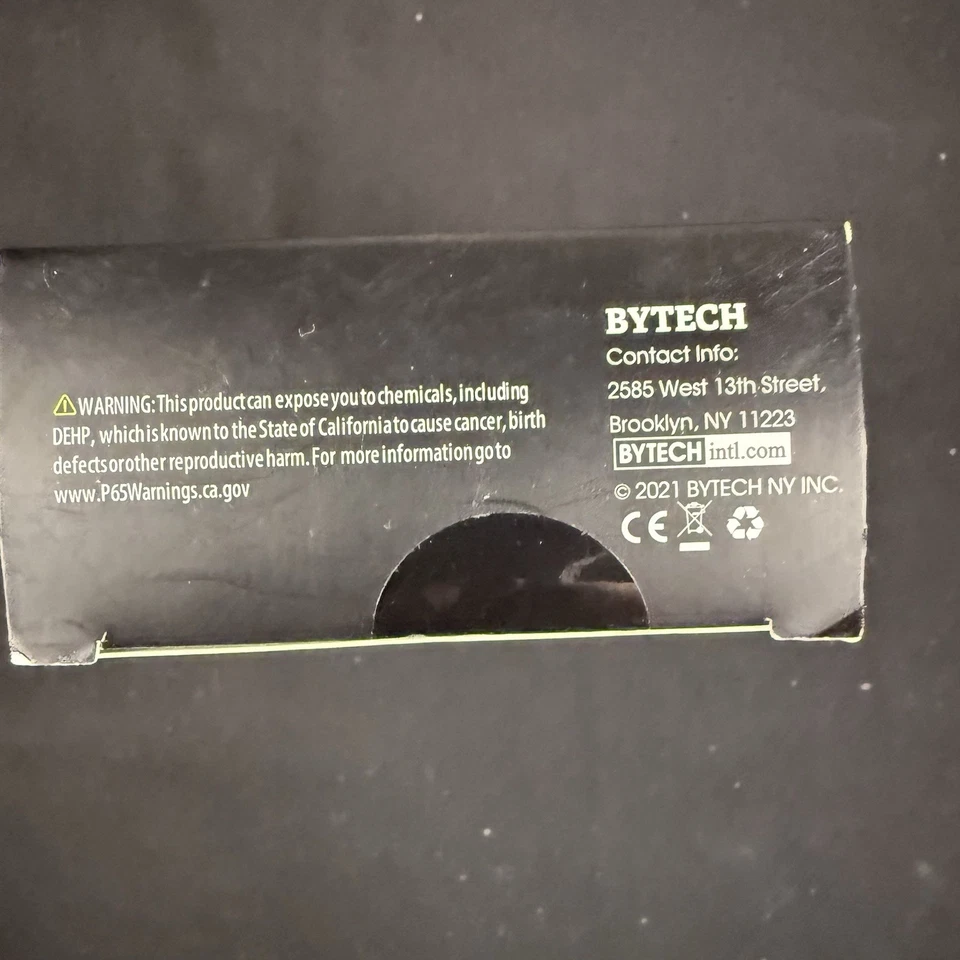 ⚠WARNING: This product can expose you to chemicals, including
DEHP, which is known to the State of California to cause cancer, birth
defects or other reproductive harm. For more information go to
www.P65Warnings.ca.gov
BYTECH
Contact Info:
2585 West 13th Street,
Brooklyn, NY 11223
BYTECH intl.com
© 2021 BYTECH NY INC.
CE